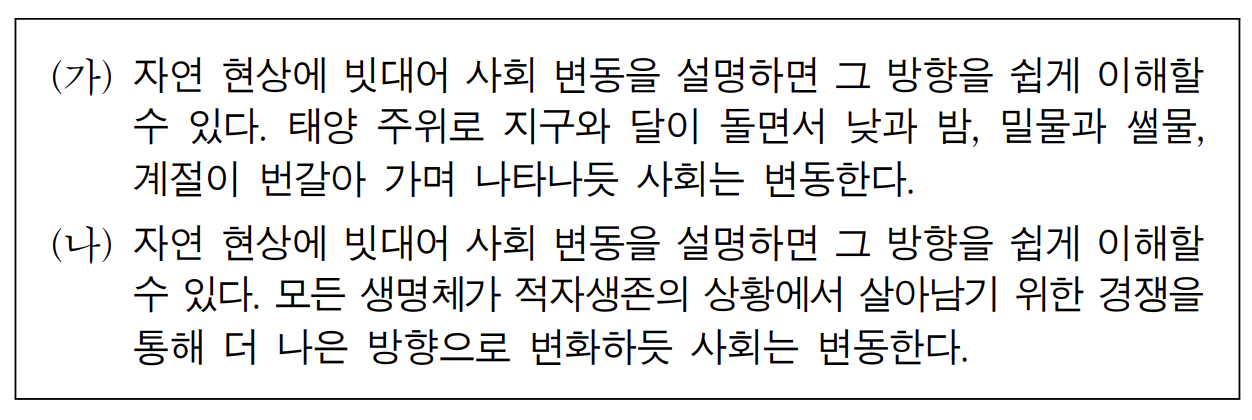 (가) 자연 현상에 빗대어 사회 변동을 설명하면 그 방향을 쉽게 이해할
수 있다. 태양 주위로 지구와 달이 돌면서 낮과 밤, 밀물과 썰물,
계절이 번갈아 가며 나타나듯 사회는 변동한다.
(나) 자연 현상에 빗대어 사회 변동을 설명하면 그 방향을 쉽게 이해할
수 있다. 모든 생명체가 적자생존의 상황에서 살아남기 위한 경쟁을
통해 더 나은 방향으로 변화하듯 사회는 변동한다.